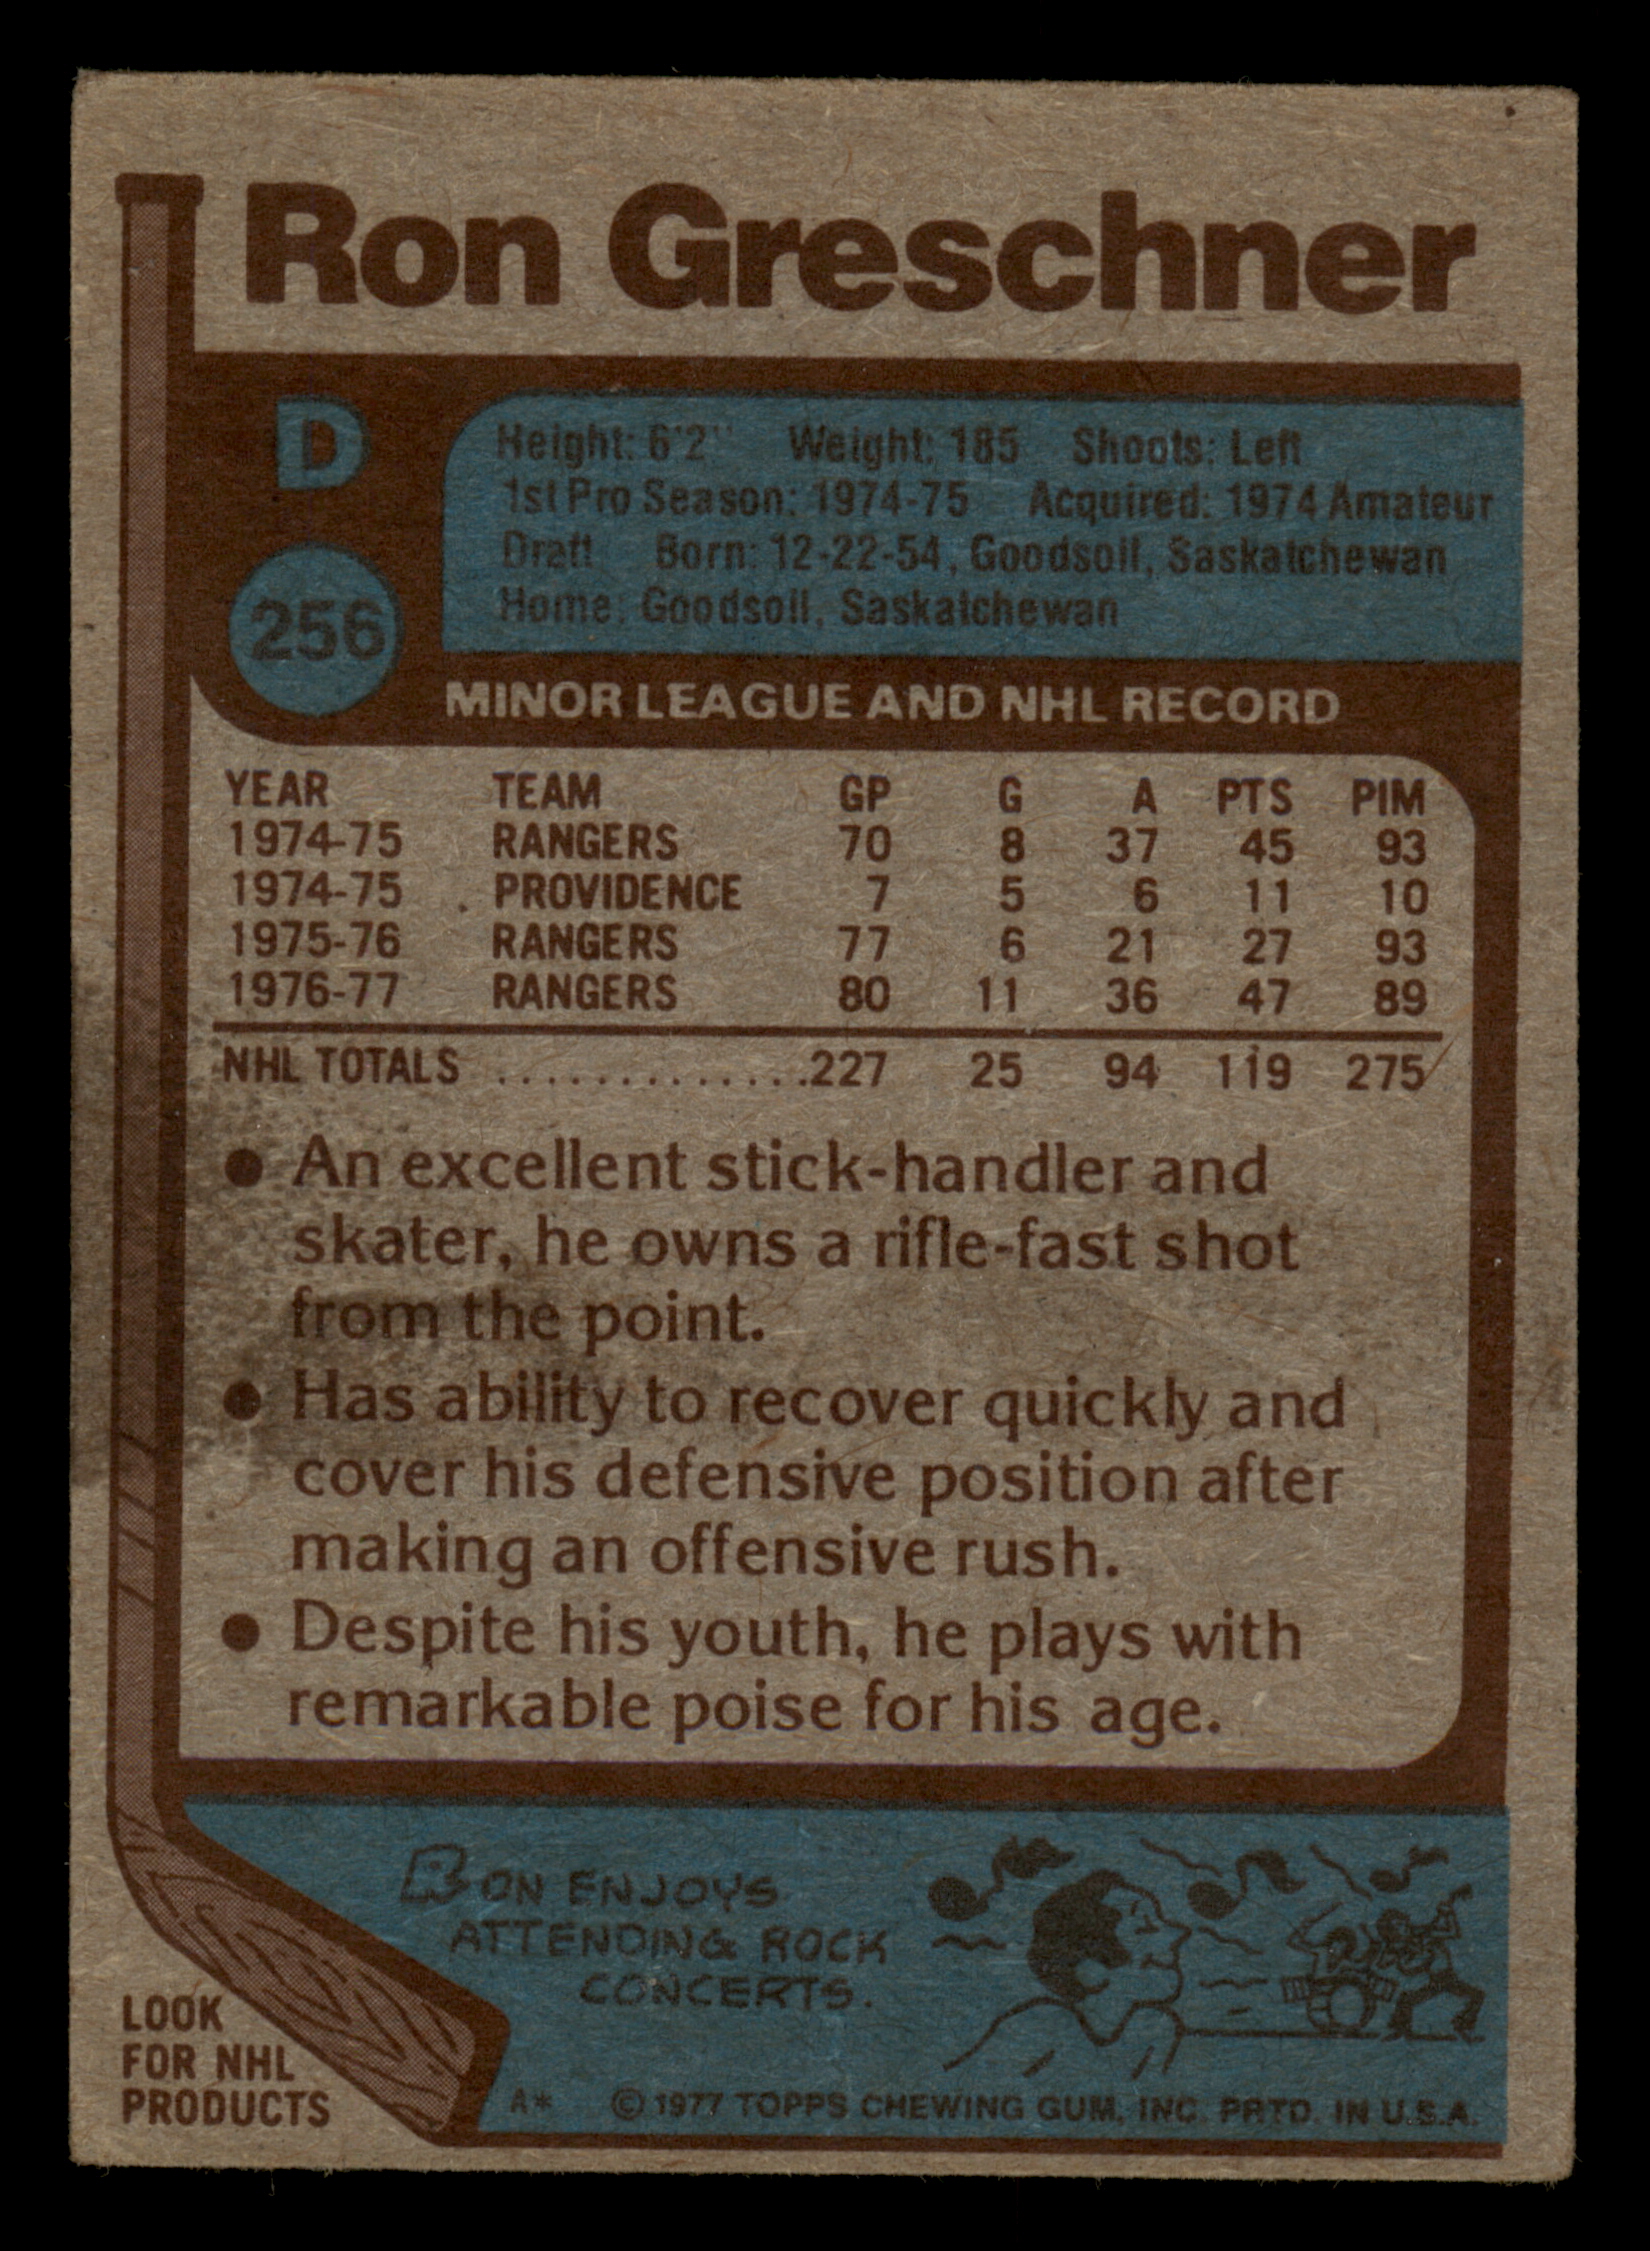 Ron Greschner
D
Height: 6'2" Weight: 185 Shoots: Left
1st Pro Season: 1974-75 Acquired: 1974 Amateur
Draft Born: 12-22-54, Goodsoil, Saskatchewan
Home: Goodsoil, Saskatchewan
256
MINOR LEAGUE AND NHL RECORD
YEAR TEAM GP G A PTS PIM
1974-75 RANGERS 70 8 37 45 93
1974-75 PROVIDENCE 7 5 6 11 10
1975-76 RANGERS 77 6 21 27 93
1976-77 RANGERS 80 11 36 47 89
NHL TOTALS ..............227 25 94 119 275
● An excellent stick-handler and
skater, he owns a rifle-fast shot
from the point.
● Has ability to recover quickly and
cover his defensive position after
making an offensive rush.
● Despite his youth, he plays with
remarkable poise for his age.
RON ENJOYS
ATTENDING ROCK
CONCERTS.
LOOK
FOR NHL
PRODUCTS
A* © 1977 TOPPS CHEWING GUM, INC. PRTD. IN U.S.A.